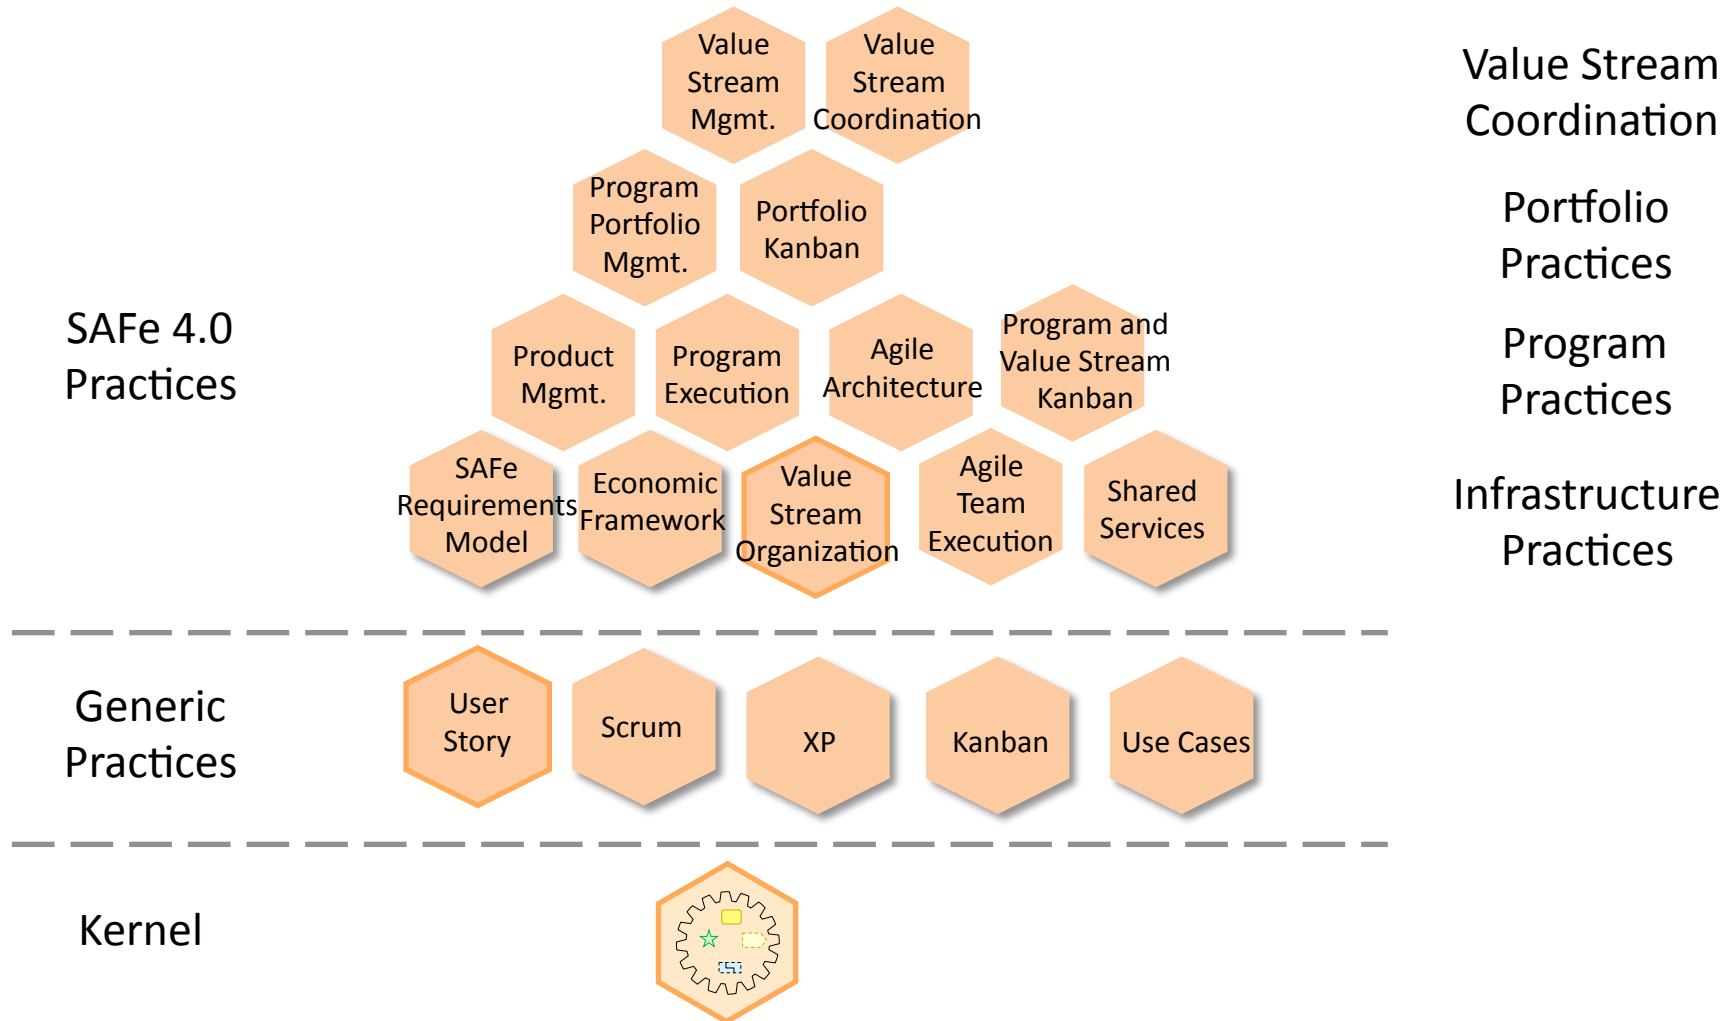 Value
Stream
Mgmt.
Value
Stream
Coordination
Value Stream
Coordination
Program
Portfolio
Mgmt.
Portfolio
Kanban
Portfolio
Practices
SAFe 4.0
Practices
Product
Mgmt.
Program
Execution
Agile
Architecture
Program and
Value Stream
Kanban
Program
Practices
SAFe
Requirements
Model
Economic
Framework
Value
Stream
Organization
Agile
Team
Execution
Shared
Services
Infrastructure
Practices
Generic
Practices
User
Story
Scrum
XP
Kanban
Use Cases
Kernel